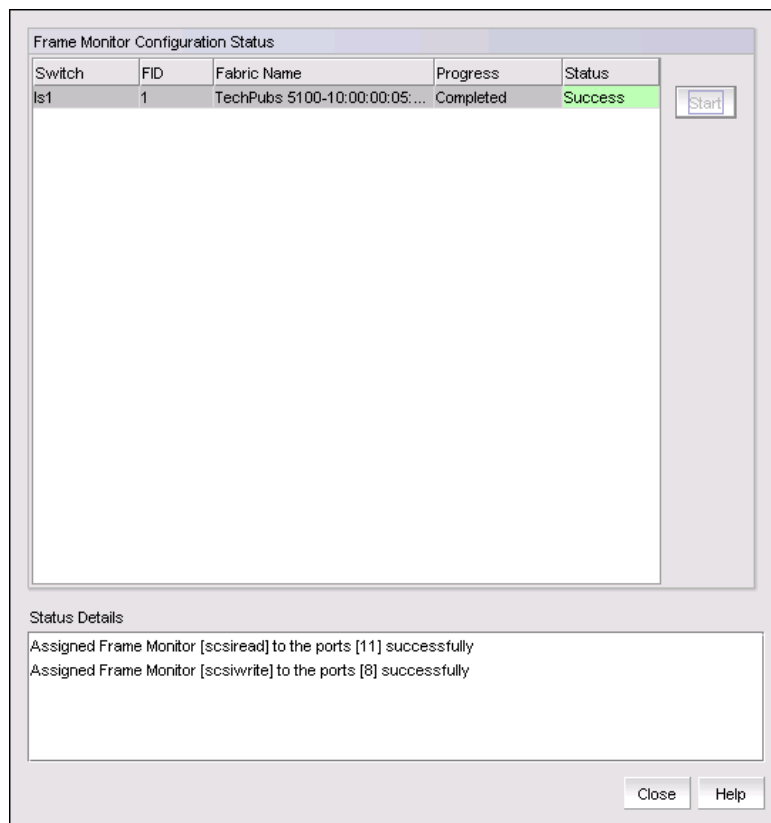 Frame Monitor Configuration Status
Switch FID Fabric Name Progress Status
ls1 1 TechPubs 5100-10:00:00:05:... Completed Success
Start
Status Details
Assigned Frame Monitor [scsiread] to the ports [11] successfully
Assigned Frame Monitor [scsiwrite] to the ports [8] successfully
Close Help